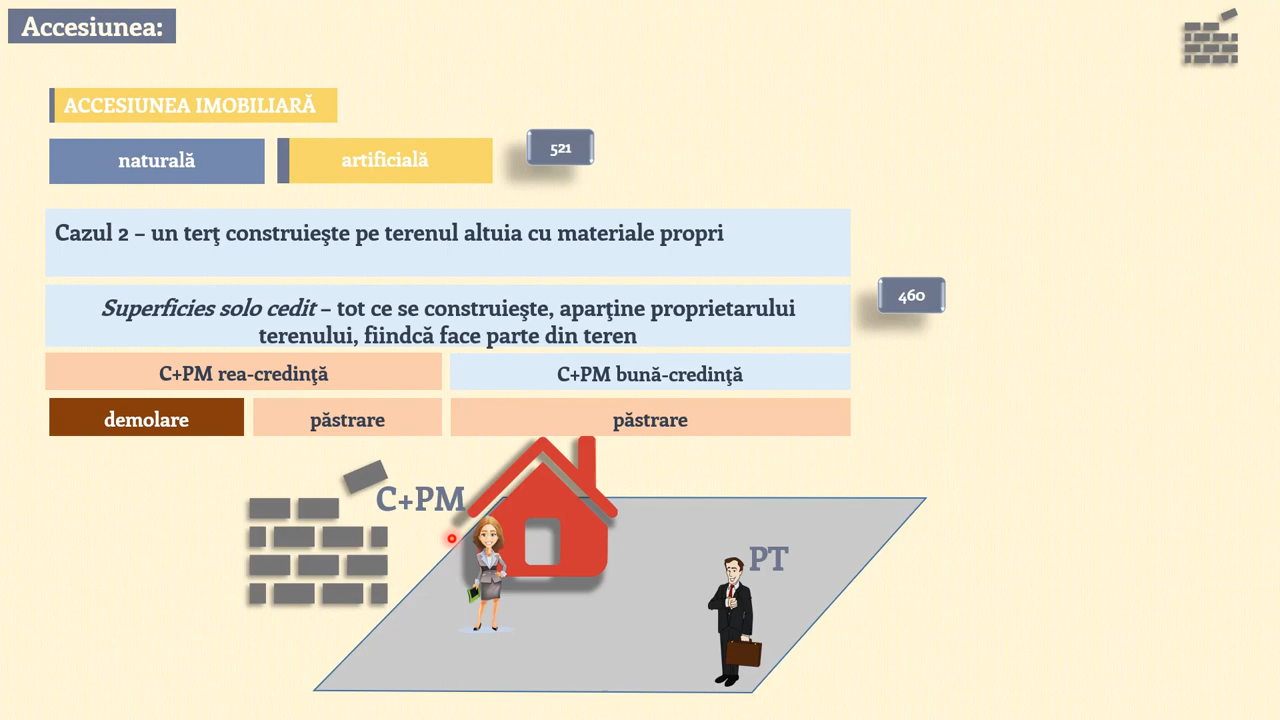 Accesiunea:
ACCESIUNEA IMOBILIARĂ
naturală
artificială
521
Cazul 2 – un terţ construieşte pe terenul altuia cu materiale propri
Superficies solo cedit – tot ce se construieşte, aparţine proprietarului
terenului, fiindcă face parte din teren
460
C+PM rea-credinţă
C+PM bună-credinţă
demolare
păstrare
păstrare
C+PM
PT